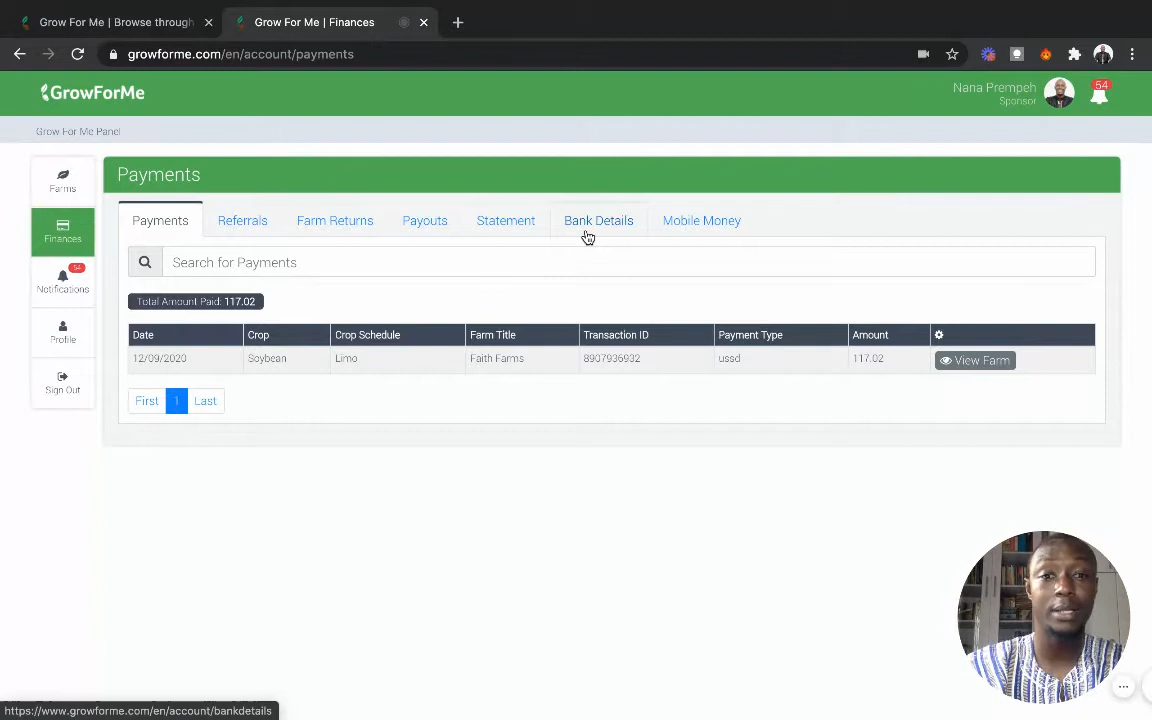 Grow For Me | Browse through
Grow For Me | Finances
growforme.com/en/account/payments
GrowForMe
Nana Prempeh
Sponsor
54
Grow For Me Panel
Farms
Finances
54
Notifications
Profile
Sign Out
Payments
Payments Referrals Farm Returns Payouts Statement Bank Details Mobile Money
Search for Payments
Total Amount Paid: 117.02
Date Crop Crop Schedule Farm Title Transaction ID Payment Type Amount
12/09/2020 Soybean Limo Faith Farms 8907936932 ussd 117.02 View Farm
First 1 Last
https://www.growforme.com/en/account/bankdetails